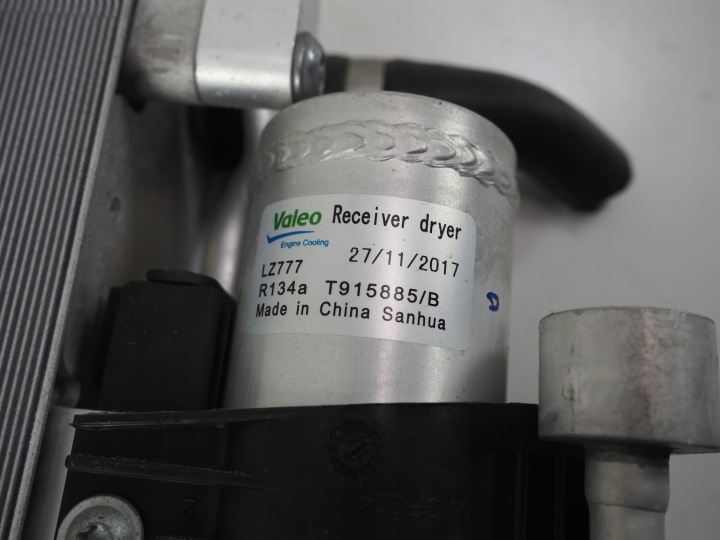 Valeo Receiver dryer
Engine Cooling
27/11/2017
LZ777
R134a T915885/B
Made in China Sanhua